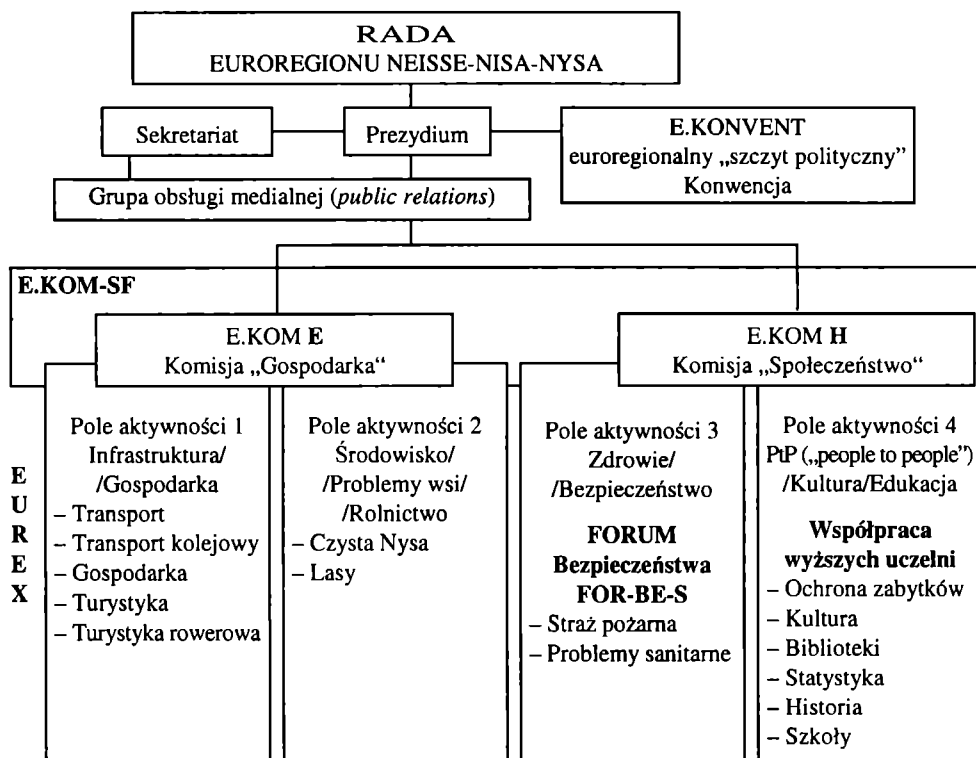 RADA
EUROREGIONU NEISSE-NISA-NYSA
Sekretariat
Prezydium
E.KONVENT
euroregionalny „szczyt polityczny”
Konwencja
Grupa obsługi medialnej (public relations)
E.KOM-SF
E.KOM E
Komisja „Gospodarka“
E.KOM H
Komisja „Społeczeństwo“
E
U
R
E
X
Pole aktywności 1
Infrastruktura/
/Gospodarka
– Transport
– Transport kolejowy
– Gospodarka
– Turystyka
– Turystyka rowerowa
Pole aktywności 2
Środowisko/
/Problemy wsi/
/Rolnictwo
– Czysta Nysa
– Lasy
Pole aktywności 3
Zdrowie/
/Bezpieczeństwo
FORUM
Bezpieczeństwa
FOR-BE-S
– Straż pożarna
– Problemy sanitarne
Pole aktywności 4
PtP („people to people”)
/Kultura/Edukacja
Współpraca
wyższych uczelni
– Ochrona zabytków
– Kultura
– Biblioteki
– Statystyka
– Historia
– Szkoły